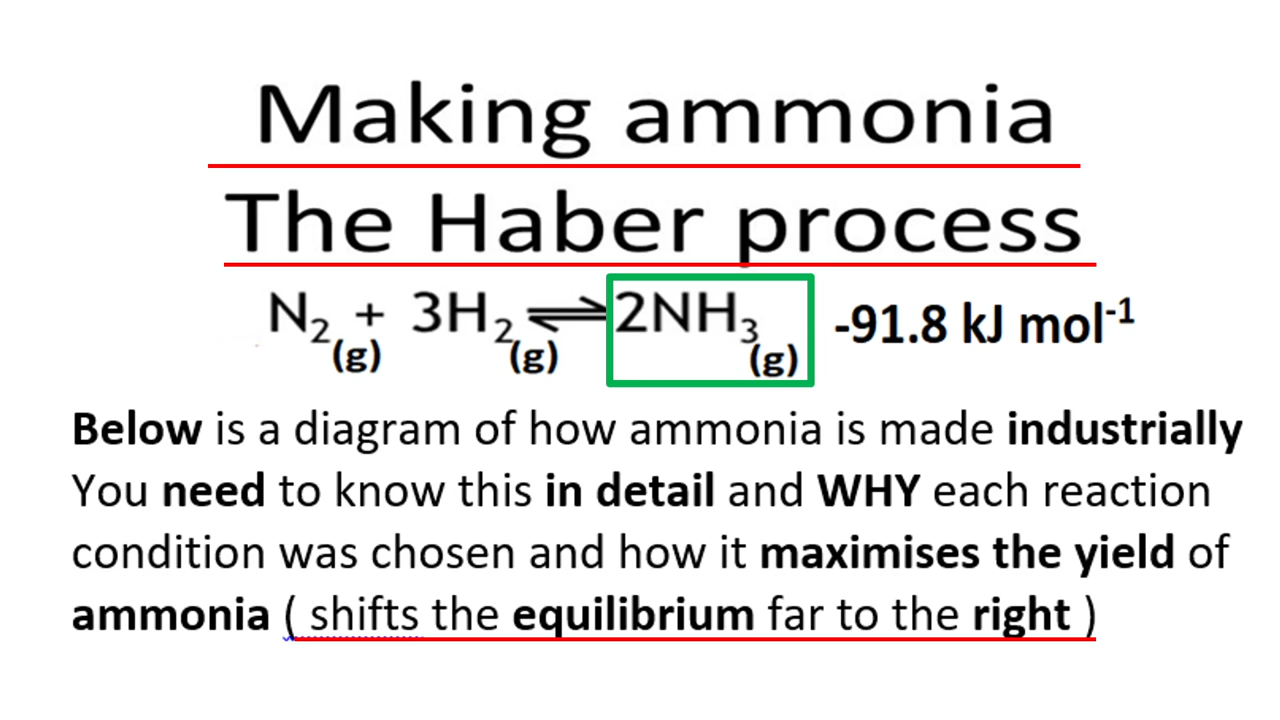 Making ammonia
The Haber process
N₂ (g) + 3H₂ (g) ⇌ 2NH₃ (g) -91.8 kJ mol⁻¹
Below is a diagram of how ammonia is made industrially
You need to know this in detail and WHY each reaction
condition was chosen and how it maximises the yield of
ammonia ( shifts the equilibrium far to the right )